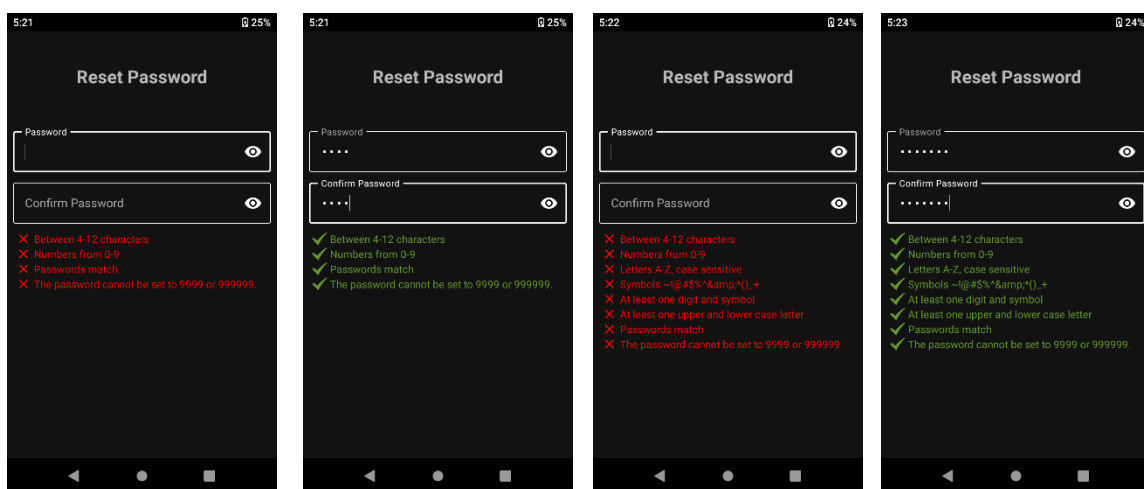 5:21 25%
Reset Password
Password
Confirm Password
Between 4-12 characters
Numbers from 0-9
Passwords match
The password cannot be set to 9999 or 999999.
5:21 25%
Reset Password
Password
Confirm Password
Between 4-12 characters
Numbers from 0-9
Passwords match
The password cannot be set to 9999 or 999999.
5:22 24%
Reset Password
Password
Confirm Password
Between 4-12 characters
Numbers from 0-9
Letters A-Z, case sensitive
Symbols ~!@#$%^&amp;*()_+
At least one digit and symbol
At least one upper and lower case letter
Passwords match
The password cannot be set to 9999 or 999999.
5:23 24%
Reset Password
Password
Confirm Password
Between 4-12 characters
Numbers from 0-9
Letters A-Z, case sensitive
Symbols ~!@#$%^&amp;*()_+
At least one digit and symbol
At least one upper and lower case letter
Passwords match
The password cannot be set to 9999 or 999999.